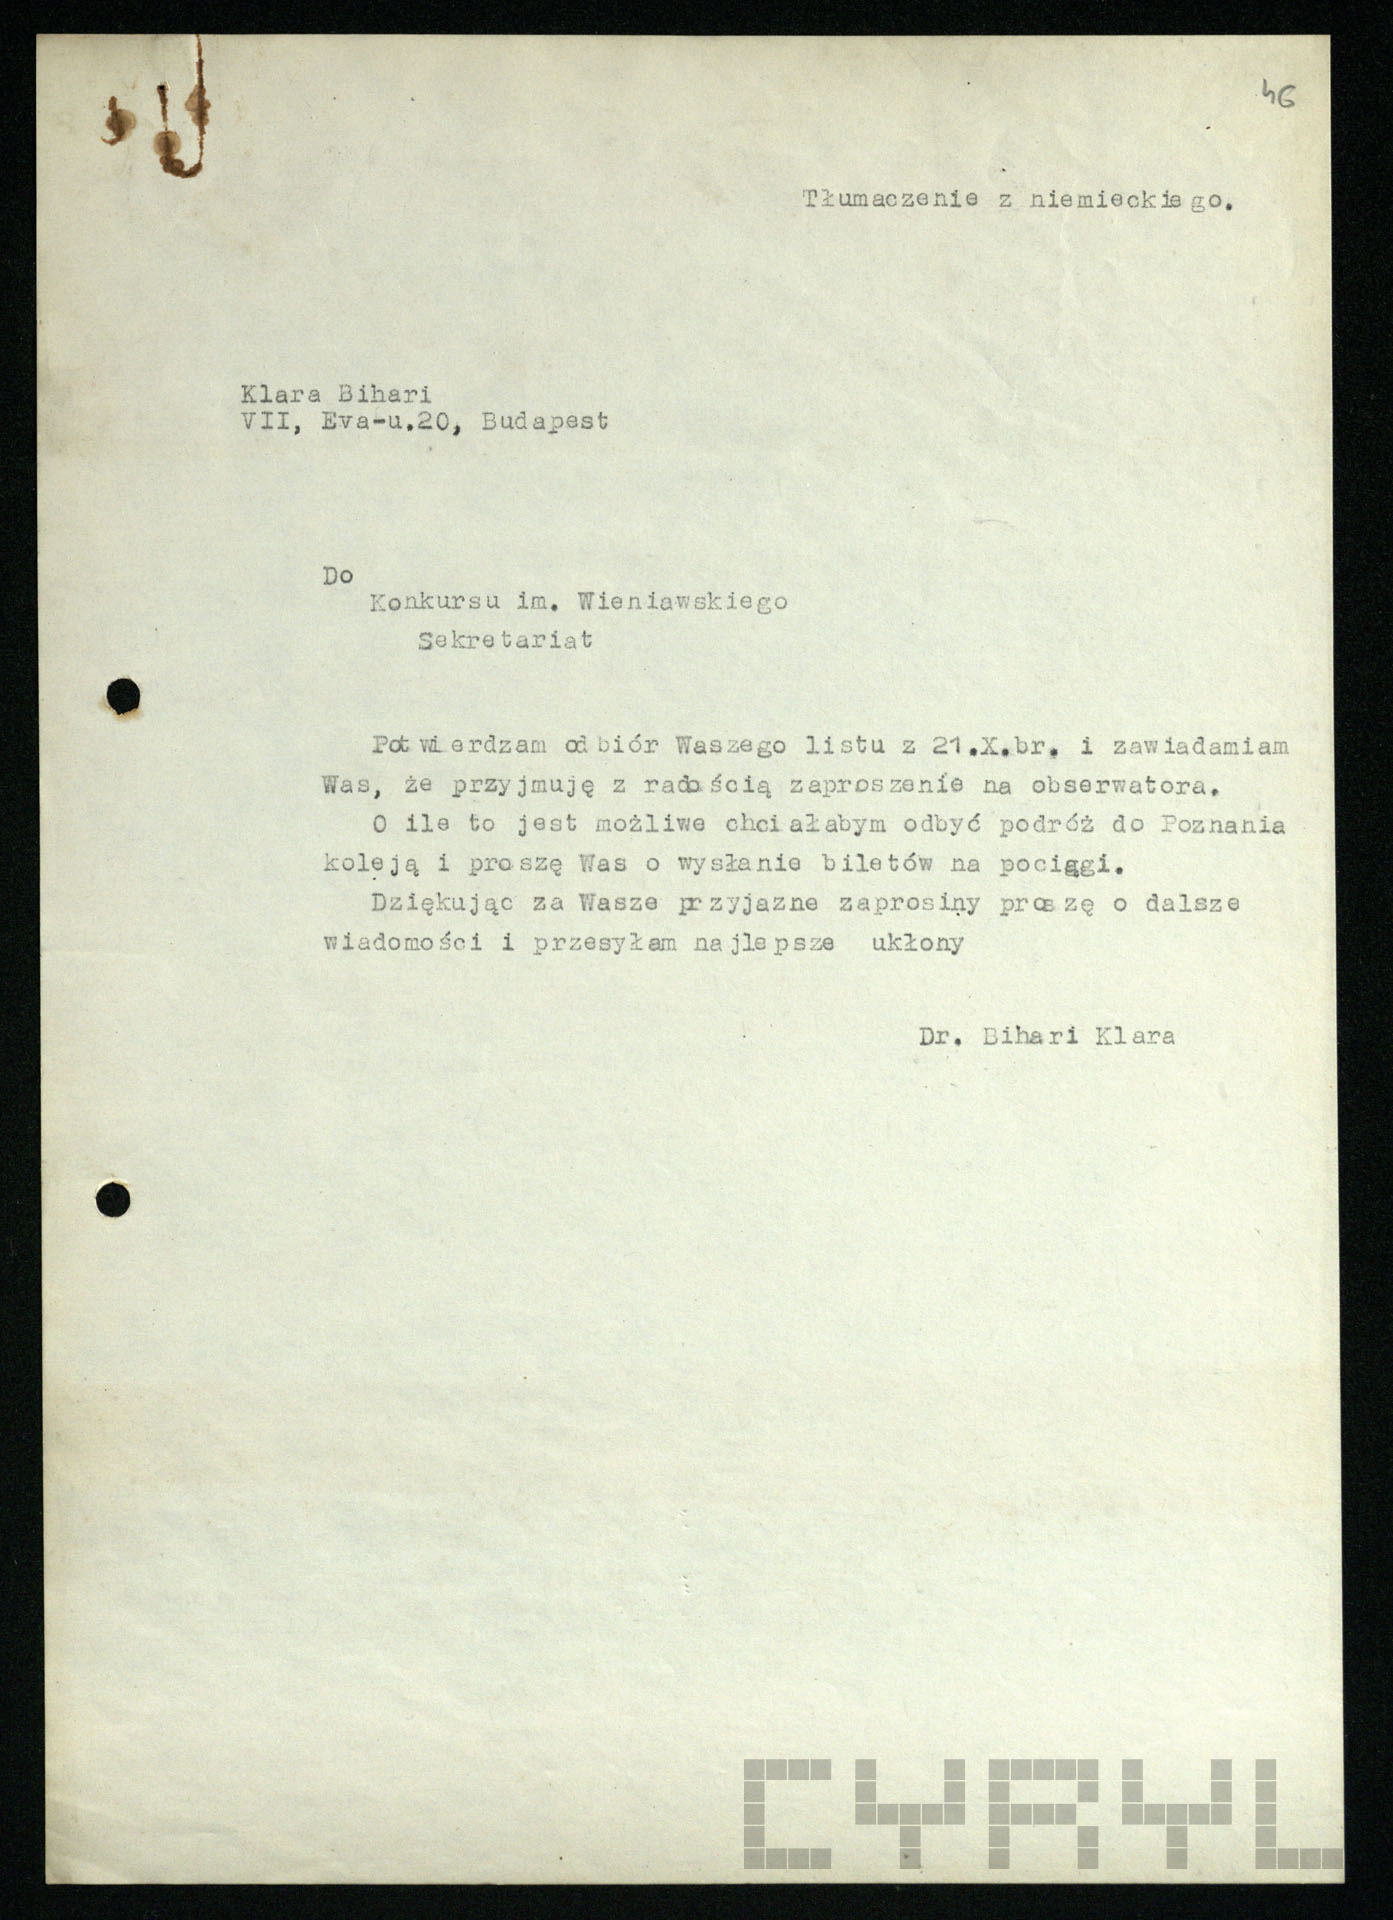 46
Tłumaczenie z niemieckiego.
Klara Bihari
VII, Eva-u.20, Budapest
Do
Konkursu im. Wieniawskiego
Sekretariat
Potwierdzam odbiór Waszego listu z 21.X.br. i zawiadamiam
Was, że przyjmuję z radością zaproszenie na obserwatora.
O ile to jest możliwe chciałabym odbyć podróż do Poznania
koleją i proszę Was o wysłanie biletów na pociągi.
Dziękując za Wasze przyjazne zaprosiny proszę o dalsze
wiadomości i przesyłam najlepsze ukłony
Dr. Bihari Klara
CYRYL